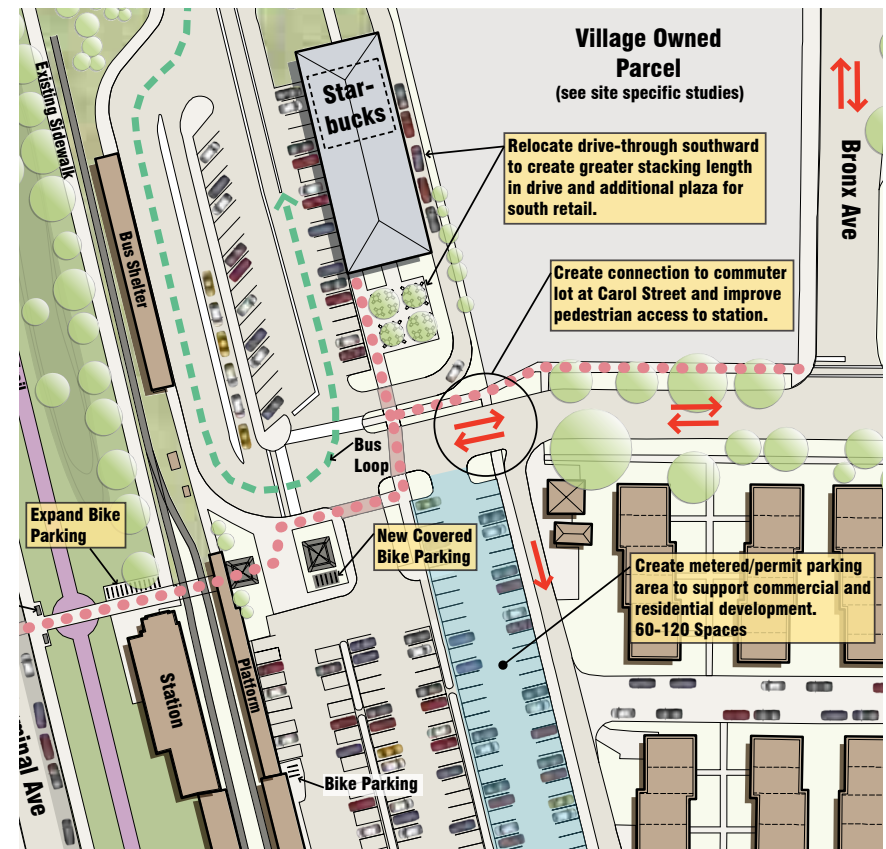 Village Owned
Parcel
(see site specific studies)
Existing Sidewalk
Star-
bucks
Bronx Ave
Relocate drive-through southward
to create greater stacking length
in drive and additional plaza for
south retail.
Bus Shelter
Create connection to commuter
lot at Carol Street and improve
pedestrian access to station.
Bus
Loop
Expand Bike
Parking
New Covered
Bike Parking
Create metered/permit parking
area to support commercial and
residential development.
60-120 Spaces
Station
Platform
Bike Parking